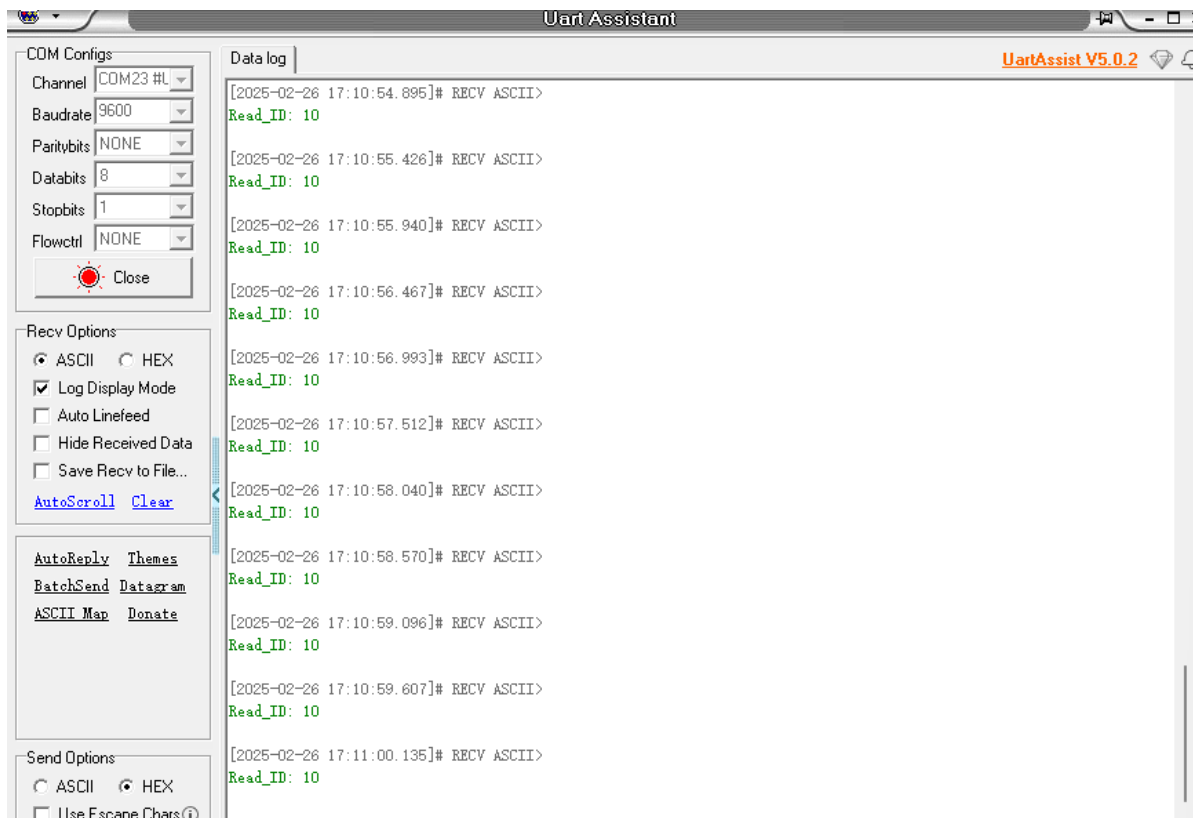 Uart Assistant
COM Configs
Channel COM23 #L
Baudrate 9600
Paritybits NONE
Databits 8
Stopbits 1
Flowctrl NONE
Close
Recv Options
ASCII HEX
Log Display Mode
Auto Linefeed
Hide Received Data
Save Recv to File...
AutoScroll Clear
AutoReply Themes
BatchSend Datagram
ASCII Map Donate
Send Options
ASCII HEX
Use Escape Chars
Data log
UartAssist V5.0.2
[2025-02-26 17:10:54.895]# RECV ASCII>
Read_ID: 10
[2025-02-26 17:10:55.426]# RECV ASCII>
Read_ID: 10
[2025-02-26 17:10:55.940]# RECV ASCII>
Read_ID: 10
[2025-02-26 17:10:56.467]# RECV ASCII>
Read_ID: 10
[2025-02-26 17:10:56.993]# RECV ASCII>
Read_ID: 10
[2025-02-26 17:10:57.512]# RECV ASCII>
Read_ID: 10
[2025-02-26 17:10:58.040]# RECV ASCII>
Read_ID: 10
[2025-02-26 17:10:58.570]# RECV ASCII>
Read_ID: 10
[2025-02-26 17:10:59.096]# RECV ASCII>
Read_ID: 10
[2025-02-26 17:10:59.607]# RECV ASCII>
Read_ID: 10
[2025-02-26 17:11:00.135]# RECV ASCII>
Read_ID: 10